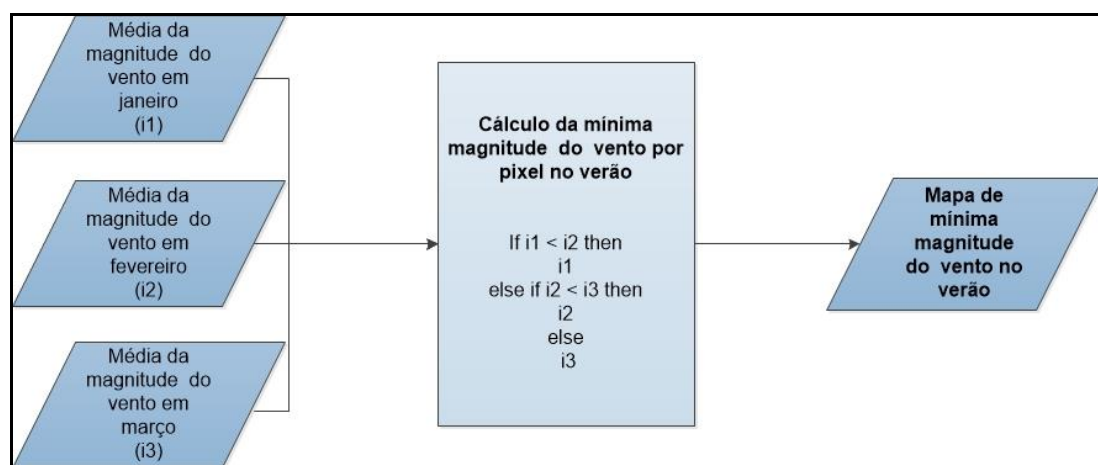 Média da
magnitude do
vento em
janeiro
(i1)
Média da
magnitude do
vento em
fevereiro
(i2)
Média da
magnitude do
vento em
março
(i3)
Cálculo da mínima
magnitude do vento por
pixel no verão
If i1 < i2 then
i1
else if i2 < i3 then
i2
else
i3
Mapa de
mínima
magnitude
do vento no
verão